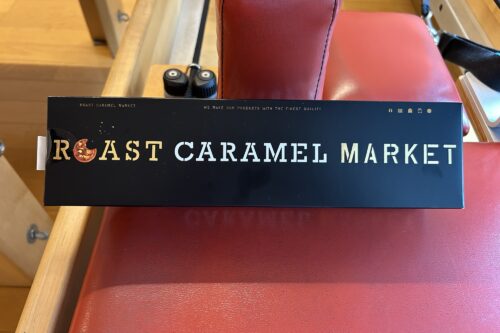 ROAST CARAMEL MARKET
WE MAKE OUR PRODUCTS WITH THE FINEST QUALITY
ROAST CARAMEL MARKET